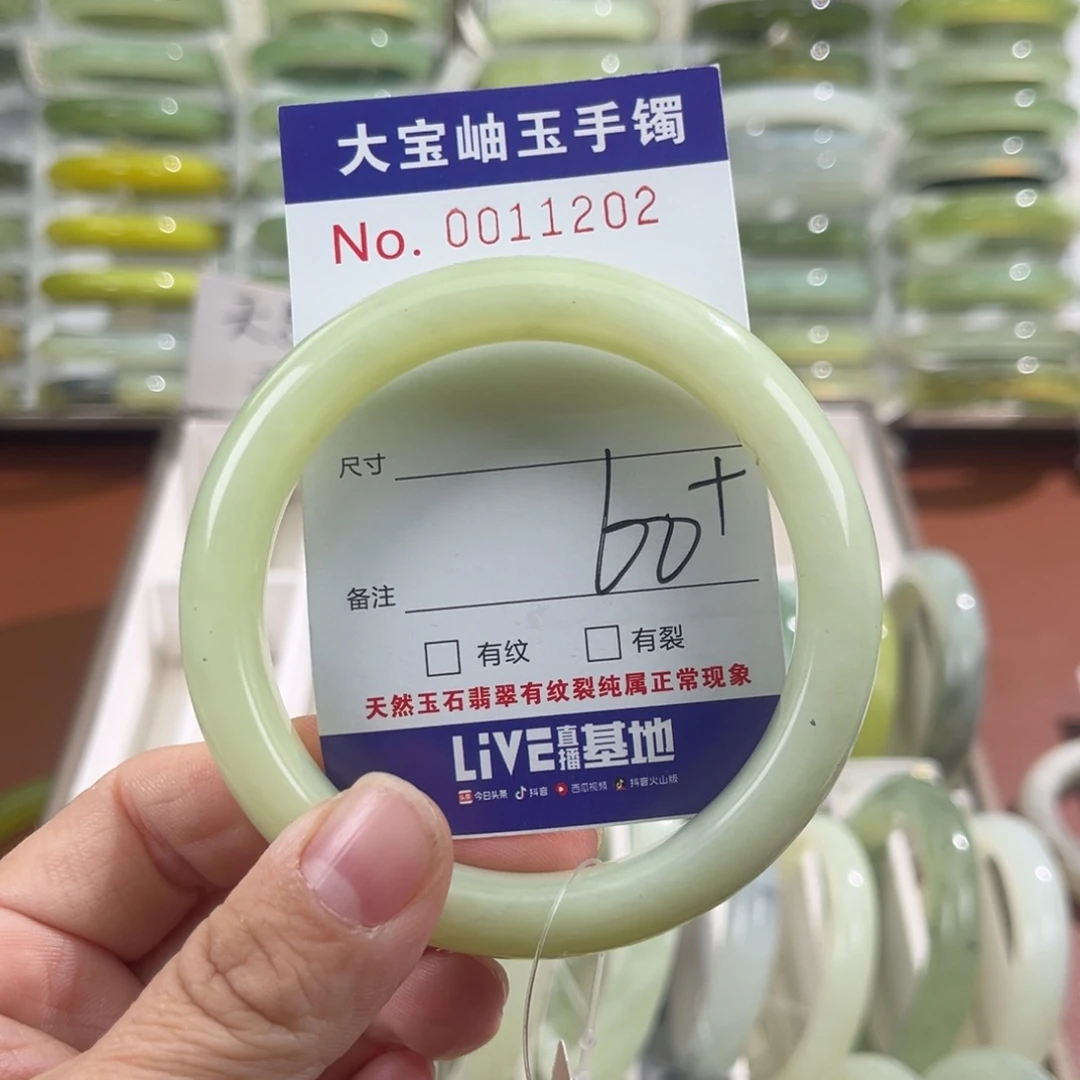 大宝岫玉手镯
No. 0011202
尺寸
60+
备注
□ 有纹 □ 有裂
天然玉石翡翠有纹裂纯属正常现象
LiVE直播基地
头条 今日头条 抖音 西瓜视频 抖音火山版